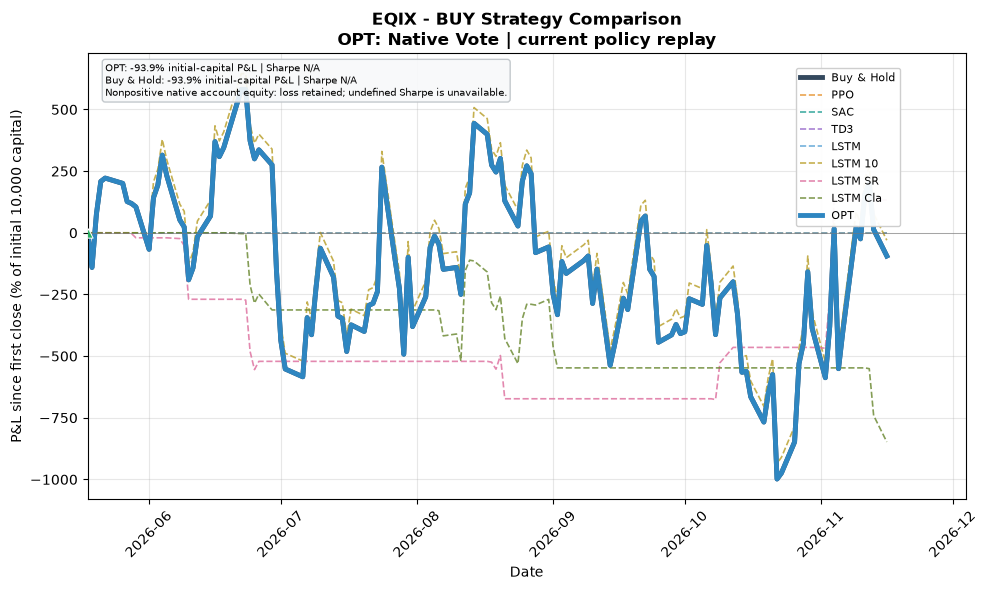 EQIX - BUY Strategy Comparison
OPT: Native Vote | current policy replay
OPT: -93.9% initial-capital P&L | Sharpe N/A
Buy & Hold: -93.9% initial-capital P&L | Sharpe N/A
Nonpositive native account equity: loss retained; undefined Sharpe is unavailable.
Buy & Hold
PPO
SAC
TD3
LSTM
LSTM 10
LSTM SR
LSTM Cla
OPT
P&L since first close (% of initial 10,000 capital)
500
250
0
−250
−500
−750
−1000
2026-06
2026-07
2026-08
2026-09
2026-10
2026-11
2026-12
Date